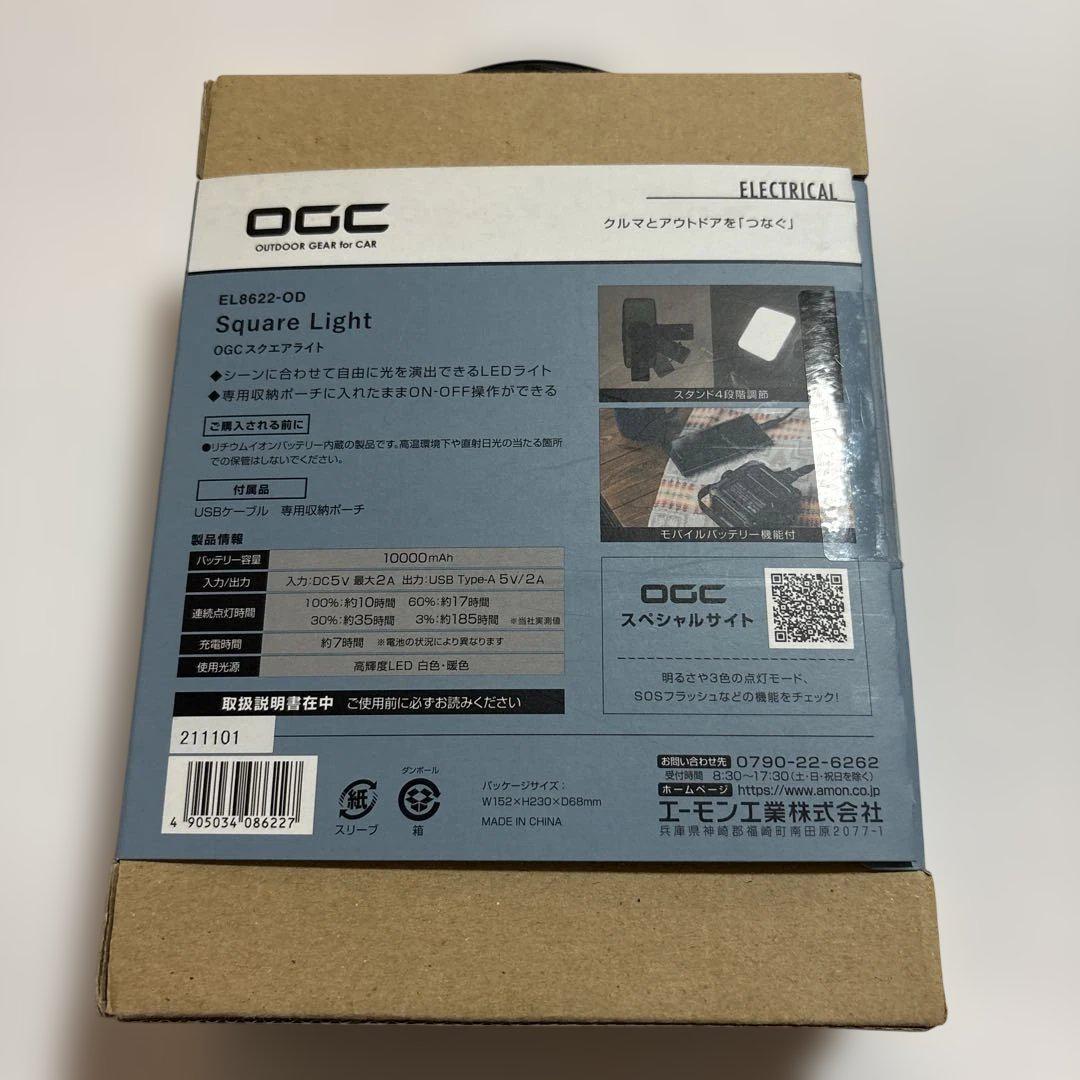 ELECTRICAL
OGC
OUTDOOR GEAR for CAR
クルマとアウトドアを「つなぐ」
EL8622-OD
Square Light
OGCスクエアライト
◆シーンに合わせて自由に光を演出できるLEDライト
◆専用収納ポーチに入れたままON-OFF操作ができる
ご購入される前に
●リチウムイオンバッテリー内蔵の製品です。高温環境下や直射日光の当たる箇所
での保管はしないでください。
付属品
USBケーブル 専用収納ポーチ
製品情報
バッテリー容量 10000mAh
入力/出力 入力:DC5V 最大2A 出力:USB Type-A 5V/2A
連続点灯時間 100%:約10時間 60%:約17時間
30%:約35時間 3%:約185時間 ※当社実測値
充電時間 約7時間 ※電池の状況により異なります
使用光源 高輝度LED 白色・暖色
取扱説明書在中 ご使用前に必ずお読みください
スタンド4段階調節
モバイルバッテリー機能付
OGC
スペシャルサイト
明るさや3色の点灯モード、
SOSフラッシュなどの機能をチェック!
211101
4 905034 086227
紙
スリーブ
ダンボール
箱
パッケージサイズ:
W152×H230×D68mm
MADE IN CHINA
お問い合わせ先 0790-22-6262
受付時間 8:30~17:30(土・日・祝日を除く)
ホームページ https://www.amon.co.jp
エーモン工業株式会社
兵庫県神崎郡福崎町南田原2077-1